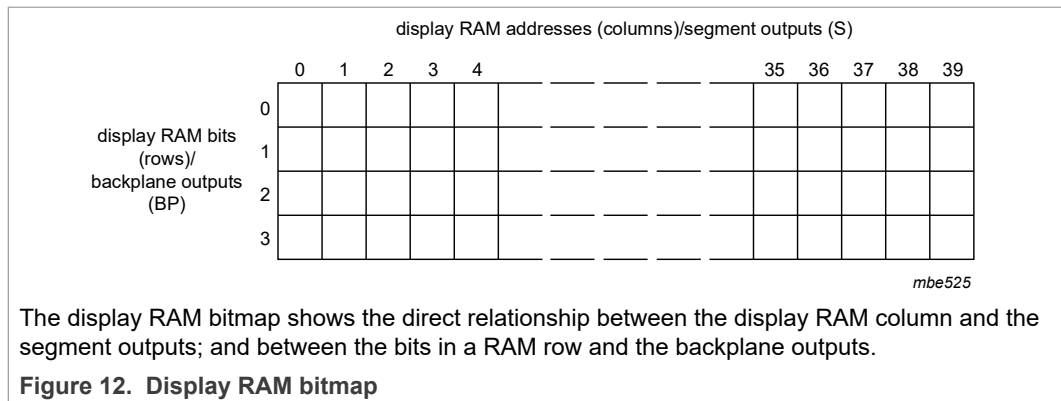 display RAM addresses (columns)/segment outputs (S)
0 1 2 3 4 35 36 37 38 39
0
display RAM bits
(rows)/
backplane outputs
(BP)
1
2
3
mbe525
The display RAM bitmap shows the direct relationship between the display RAM column and the
segment outputs; and between the bits in a RAM row and the backplane outputs.
Figure 12. Display RAM bitmap